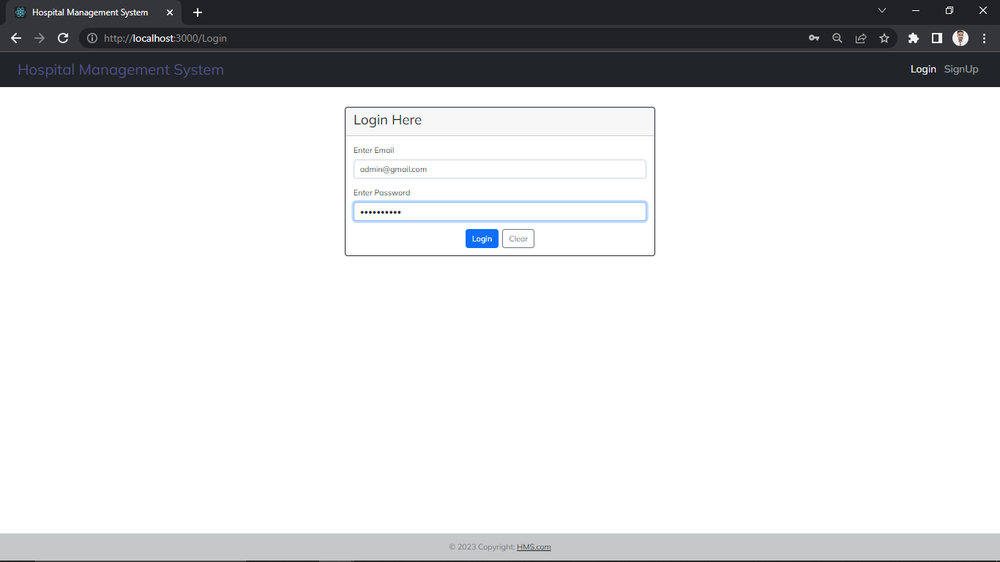 Hospital Management System
http://localhost:3000/Login
Hospital Management System
Login SignUp
Login Here
Enter Email
admin@gmail.com
Enter Password
••••••••••
Login Clear
© 2023 Copyright: HMS.com